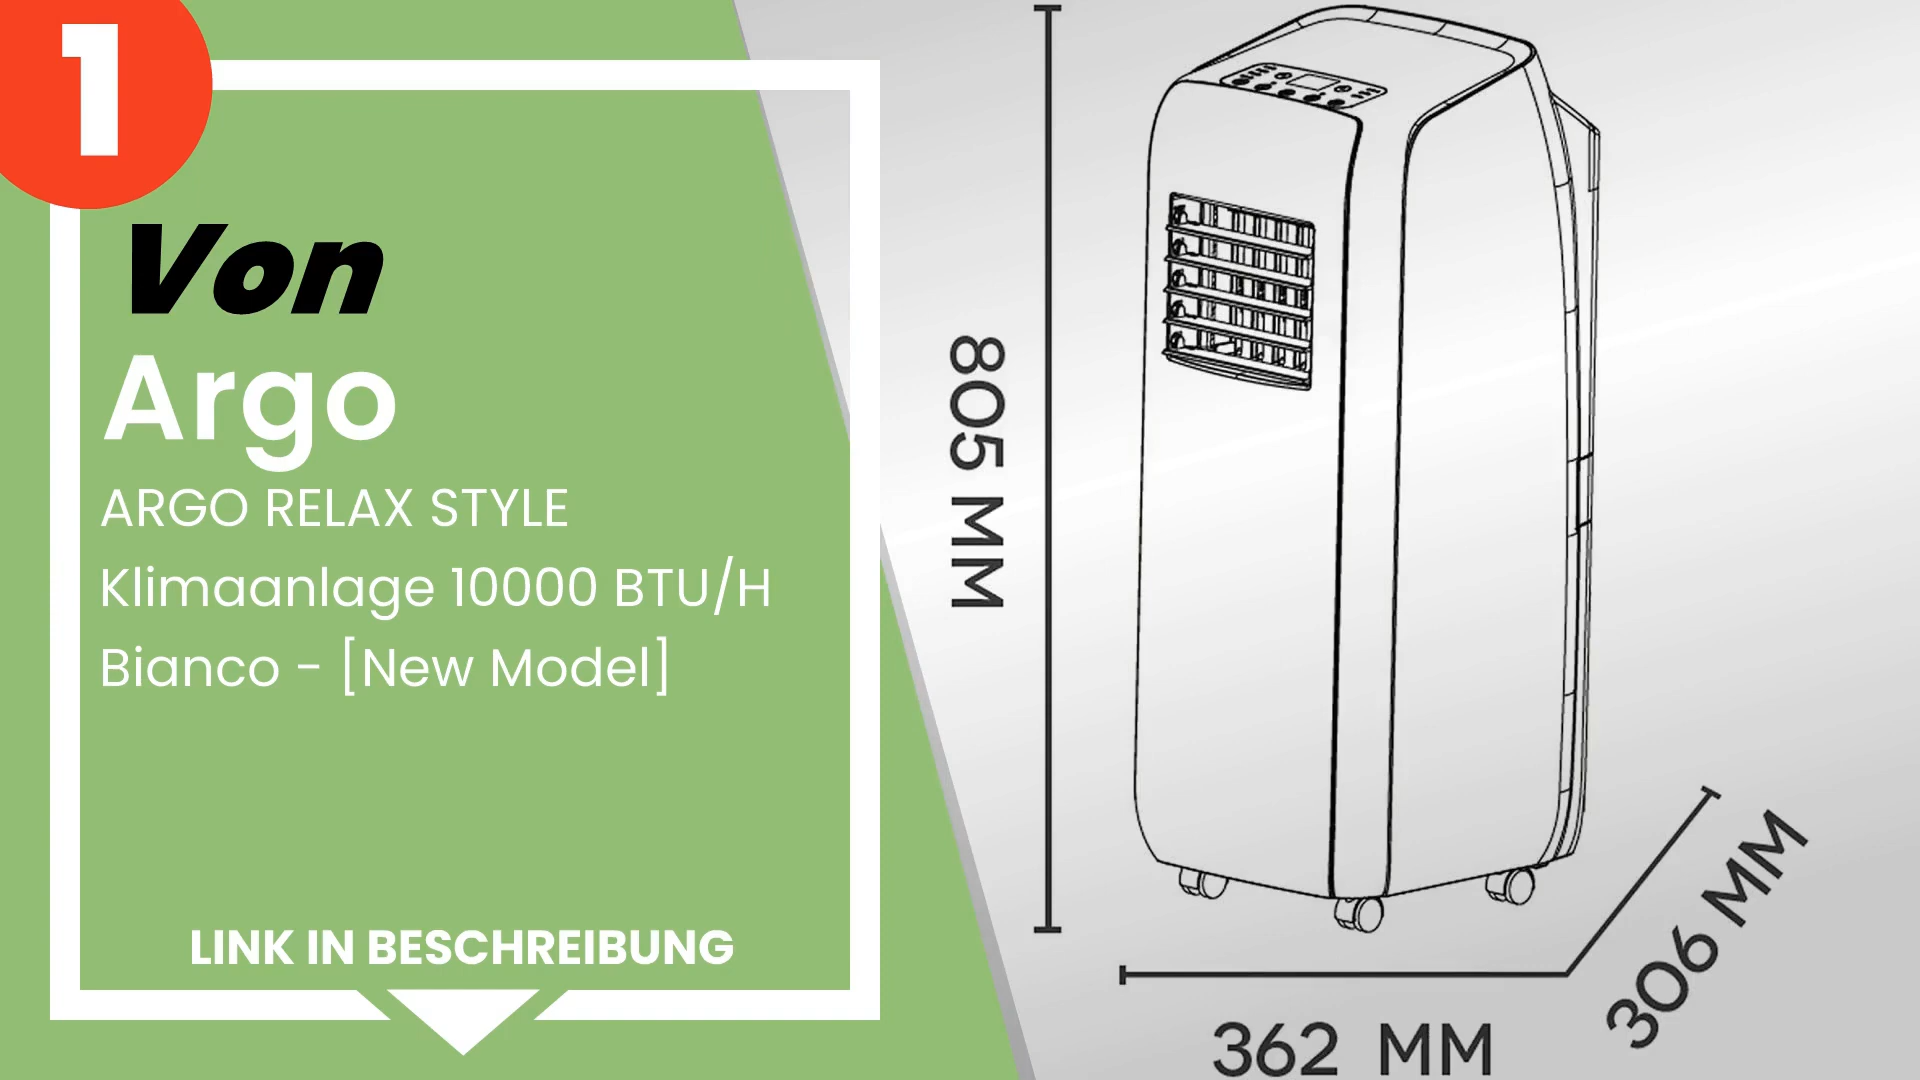 1
Von
Argo
ARGO RELAX STYLE
Klimaanlage 10000 BTU/H
Bianco - [New Model]
LINK IN BESCHREIBUNG
805 MM
306 MM
362 MM